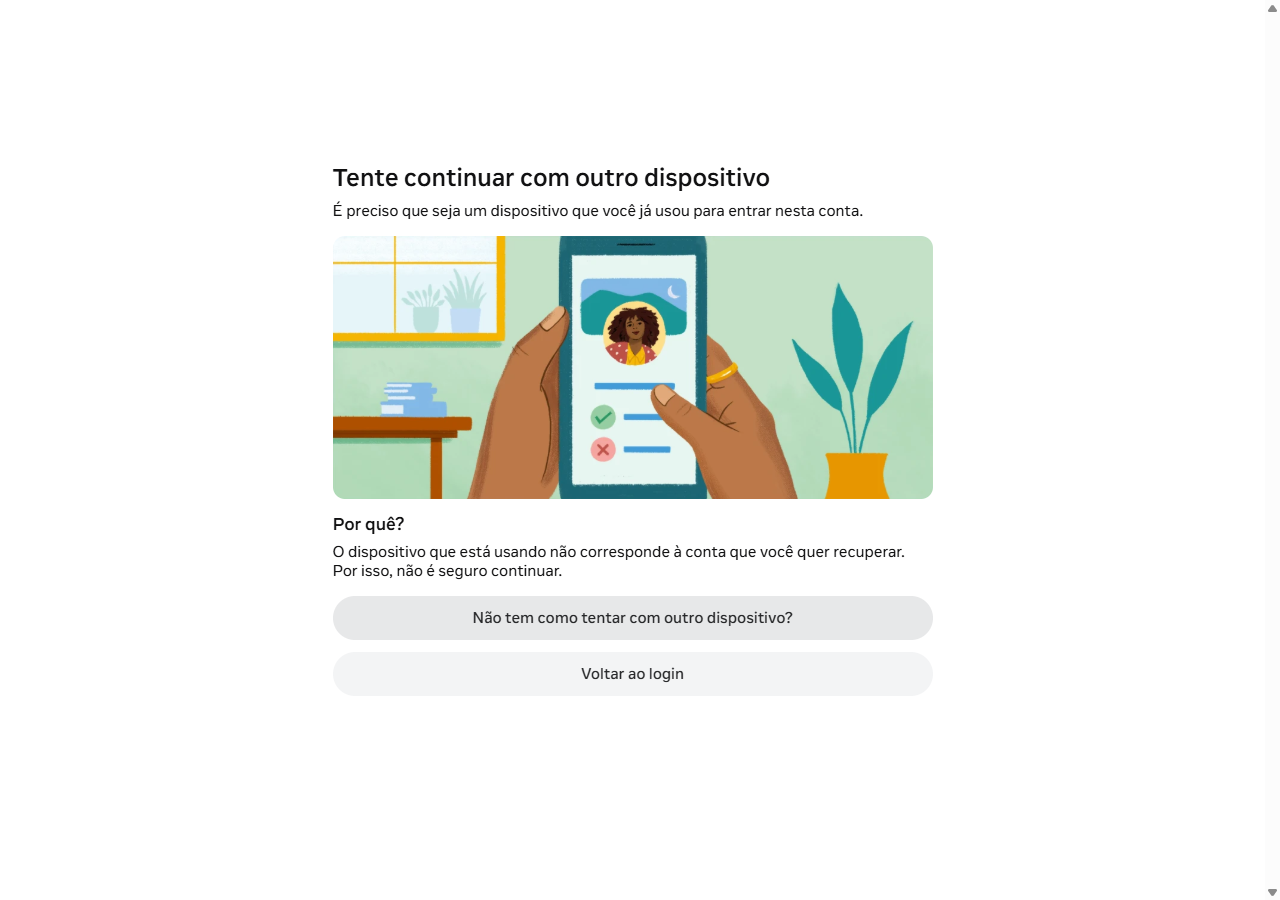 Tente continuar com outro dispositivo
É preciso que seja um dispositivo que você já usou para entrar nesta conta.
Por quê?
O dispositivo que está usando não corresponde à conta que você quer recuperar.
Por isso, não é seguro continuar.
Não tem como tentar com outro dispositivo?
Voltar ao login